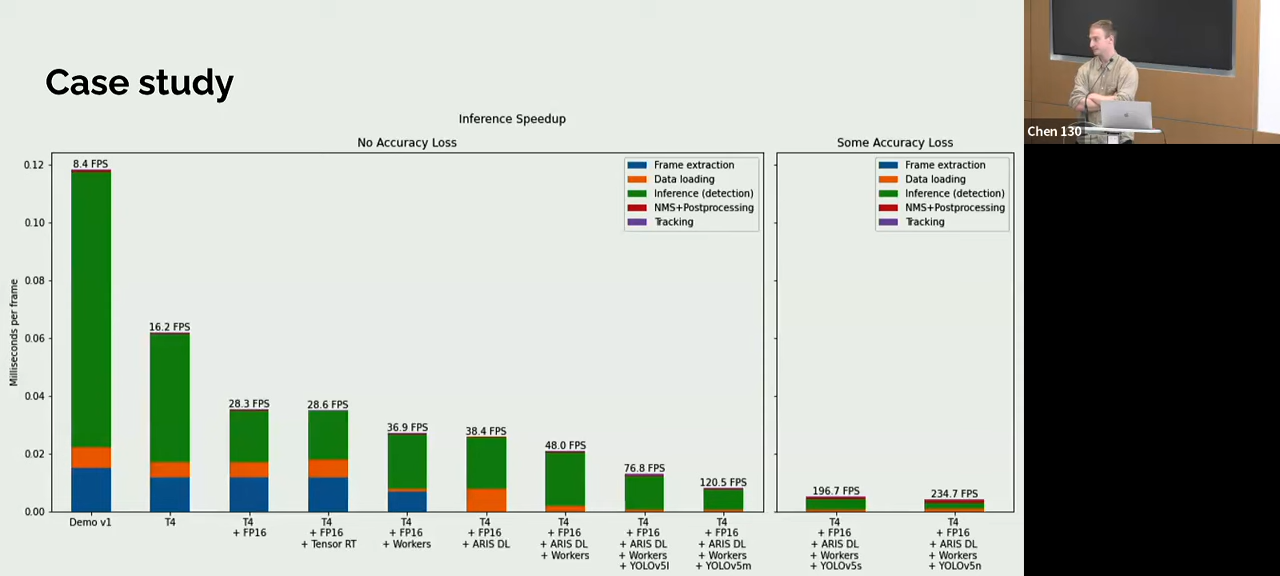 Case study
Inference Speedup
No Accuracy Loss
Some Accuracy Loss
Milliseconds per frame
0.12
0.10
0.08
0.06
0.04
0.02
0.00
8.4 FPS
16.2 FPS
28.3 FPS
28.6 FPS
36.9 FPS
38.4 FPS
48.0 FPS
76.8 FPS
120.5 FPS
Frame extraction
Data loading
Inference (detection)
NMS+Postprocessing
Tracking
Demo v1
T4
T4
+ FP16
T4
+ FP16
+ Tensor RT
T4
+ FP16
+ Workers
T4
+ FP16
+ ARIS DL
T4
+ FP16
+ ARIS DL
+ Workers
T4
+ FP16
+ ARIS DL
+ Workers
+ YOLOv5l
T4
+ FP16
+ ARIS DL
+ Workers
+ YOLOv5m
Frame extraction
Data loading
Inference (detection)
NMS+Postprocessing
Tracking
196.7 FPS
234.7 FPS
T4
+ FP16
+ ARIS DL
+ Workers
+ YOLOv5s
T4
+ FP16
+ ARIS DL
+ Workers
+ YOLOv5n
Chen 130